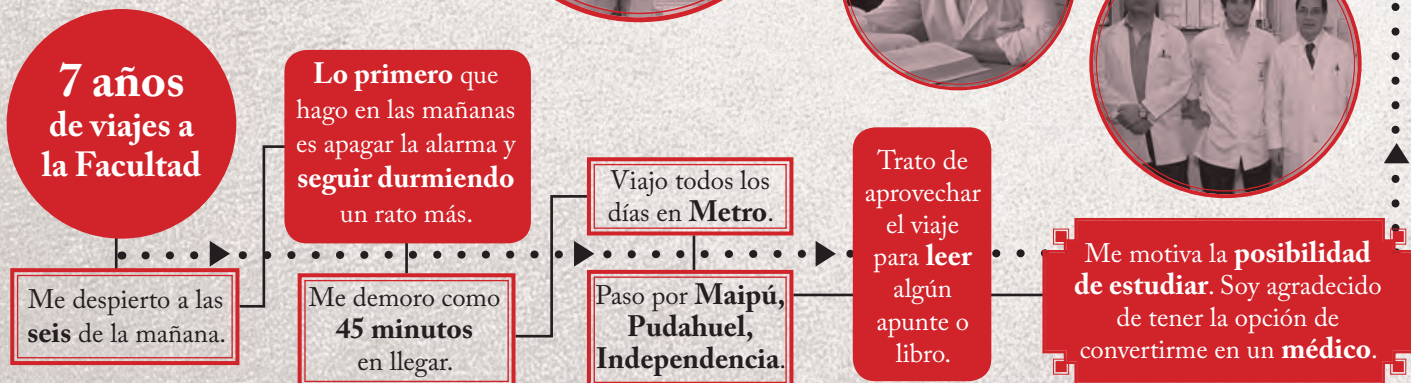 7 años
de viajes a
la Facultad
Me despierto a las
seis de la mañana.
Lo primero que
hago en las mañanas
es apagar la alarma y
seguir durmiendo
un rato más.
Me demoro como
45 minutos
en llegar.
Viajo todos los
días en Metro.
Paso por Maipú,
Pudahuel,
Independencia.
Trato de
aprovechar
el viaje
para leer
algún
apunte o
libro.
Me motiva la posibilidad
de estudiar. Soy agradecido
de tener la opción de
convertirme en un médico.